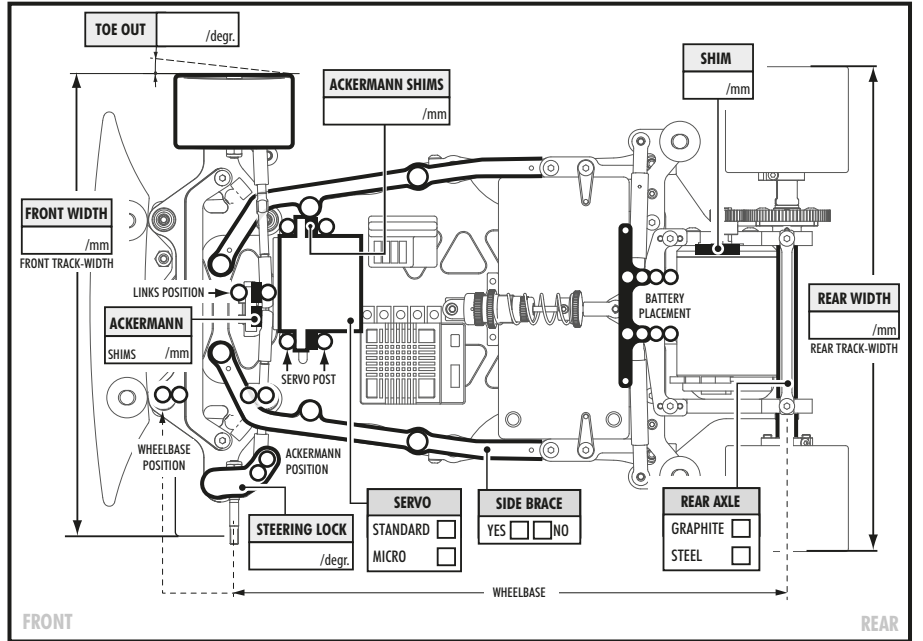 TOE OUT
/degr.
ACKERMANN SHIMS
/mm
SHIM
/mm
FRONT WIDTH
/mm
FRONT TRACK-WIDTH
LINKS POSITION
ACKERMANN
SHIMS /mm
SERVO POST
BATTERY
PLACEMENT
REAR WIDTH
/mm
REAR TRACK-WIDTH
WHEELBASE
POSITION
ACKERMANN
POSITION
STEERING LOCK
/degr.
SERVO
STANDARD
MICRO
SIDE BRACE
YES NO
REAR AXLE
GRAPHITE
STEEL
WHEELBASE
FRONT
REAR